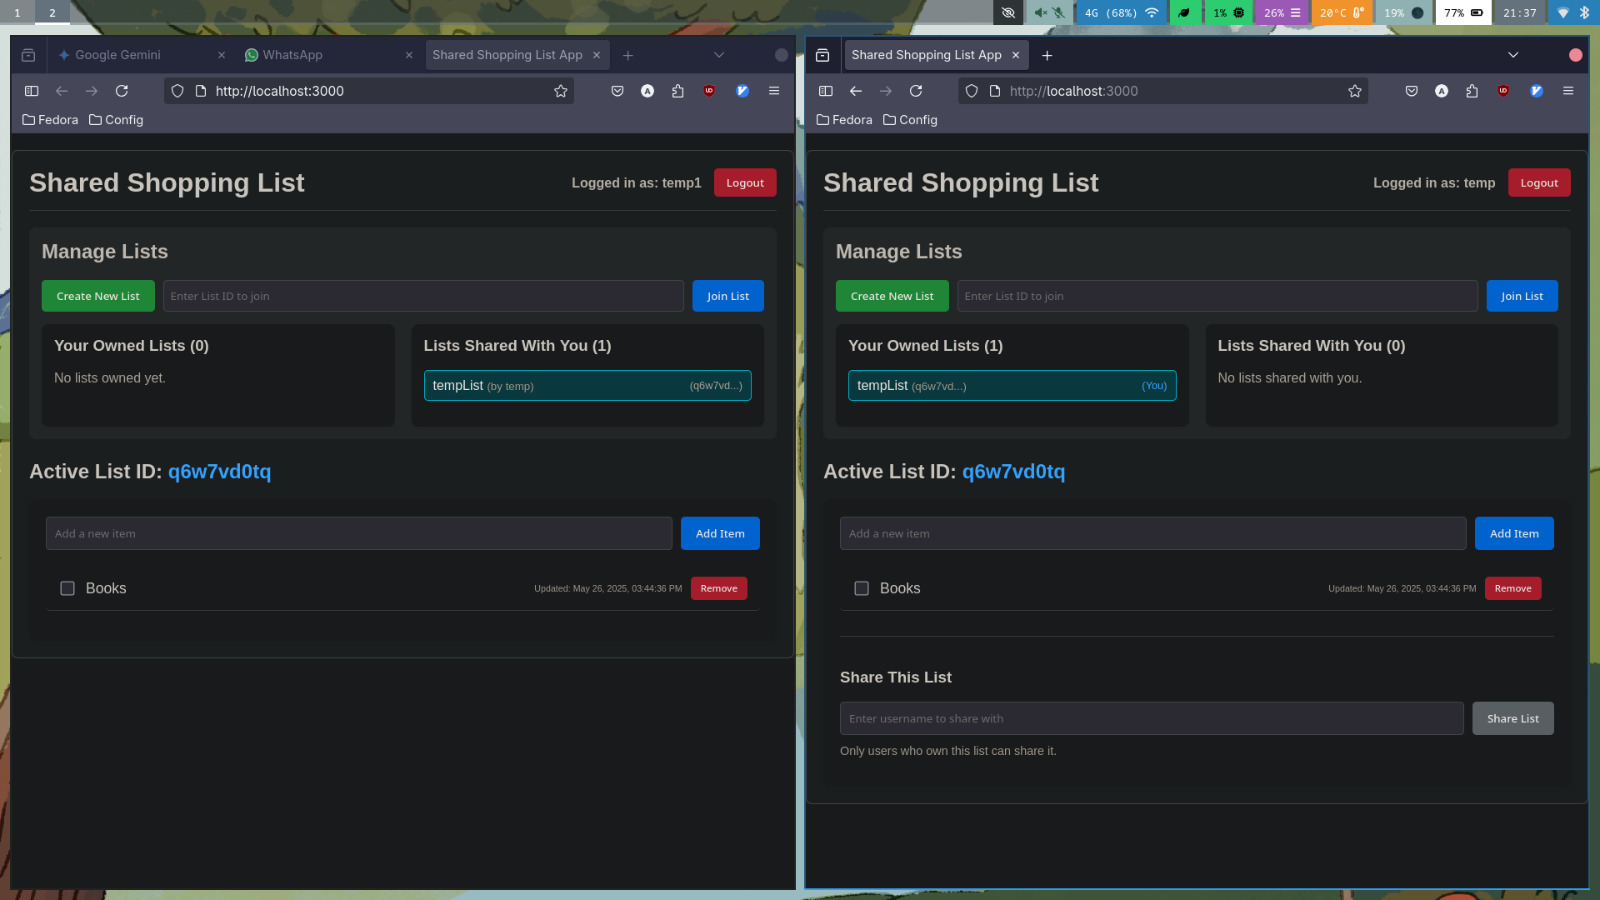 1 2 4G (68%) 1% 26% 20°C 19% 77% 21:37
Google Gemini WhatsApp Shared Shopping List App
http://localhost:3000
Fedora Config
Shared Shopping List Logged in as: temp1 Logout
Manage Lists
Create New List Enter List ID to join Join List
Your Owned Lists (0) Lists Shared With You (1)
No lists owned yet. tempList (by temp) (q6w7vd...)
Active List ID: q6w7vd0tq
Add a new item Add Item
Books Updated: May 26, 2025, 03:44:36 PM Remove
Shared Shopping List App
http://localhost:3000
Fedora Config
Shared Shopping List Logged in as: temp Logout
Manage Lists
Create New List Enter List ID to join Join List
Your Owned Lists (1) Lists Shared With You (0)
tempList (q6w7vd...) (You) No lists shared with you.
Active List ID: q6w7vd0tq
Add a new item Add Item
Books Updated: May 26, 2025, 03:44:36 PM Remove
Share This List
Enter username to share with Share List
Only users who own this list can share it.